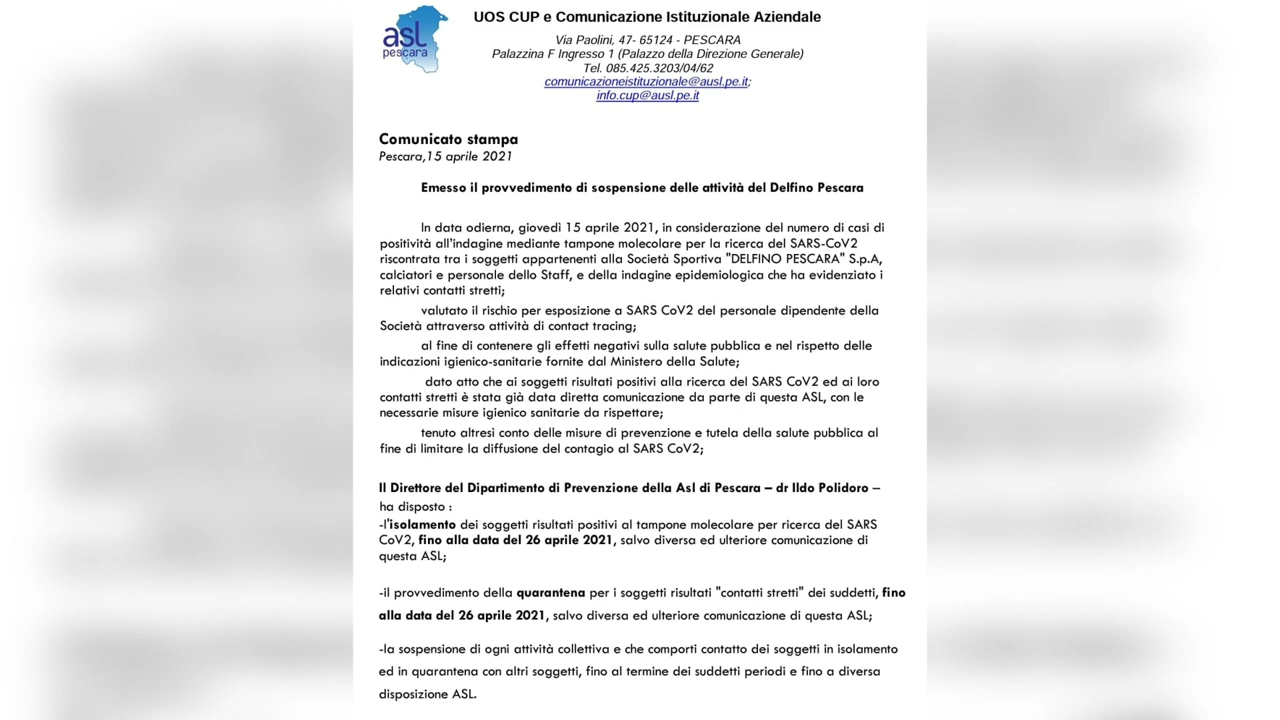 asl
pescara
UOS CUP e Comunicazione Istituzionale Aziendale
Via Paolini, 47- 65124 - PESCARA
Palazzina F Ingresso 1 (Palazzo della Direzione Generale)
Tel. 085.425.3203/04/62
comunicazioneistituzionale@ausl.pe.it;
info.cup@ausl.pe.it
Comunicato stampa
Pescara,15 aprile 2021
Emesso il provvedimento di sospensione delle attività del Delfino Pescara
In data odierna, giovedì 15 aprile 2021, in considerazione del numero di casi di
positività all'indagine mediante tampone molecolare per la ricerca del SARS-CoV2
riscontrata tra i soggetti appartenenti alla Società Sportiva "DELFINO PESCARA" S.p.A,
calciatori e personale dello Staff, e della indagine epidemiologica che ha evidenziato i
relativi contatti stretti;
valutato il rischio per esposizione a SARS CoV2 del personale dipendente della
Società attraverso attività di contact tracing;
al fine di contenere gli effetti negativi sulla salute pubblica e nel rispetto delle
indicazioni igienico-sanitarie fornite dal Ministero della Salute;
dato atto che ai soggetti risultati positivi alla ricerca del SARS CoV2 ed ai loro
contatti stretti è stata già data diretta comunicazione da parte di questa ASL, con le
necessarie misure igienico sanitarie da rispettare;
tenuto altresì conto delle misure di prevenzione e tutela della salute pubblica al
fine di limitare la diffusione del contagio al SARS CoV2;
Il Direttore del Dipartimento di Prevenzione della Asl di Pescara – dr Ildo Polidoro –
ha disposto :
-l'isolamento dei soggetti risultati positivi al tampone molecolare per ricerca del SARS
CoV2, fino alla data del 26 aprile 2021, salvo diversa ed ulteriore comunicazione di
questa ASL;
-il provvedimento della quarantena per i soggetti risultati "contatti stretti" dei suddetti, fino
alla data del 26 aprile 2021, salvo diversa ed ulteriore comunicazione di questa ASL;
-la sospensione di ogni attività collettiva e che comporti contatto dei soggetti in isolamento
ed in quarantena con altri soggetti, fino al termine dei suddetti periodi e fino a diversa
disposizione ASL.